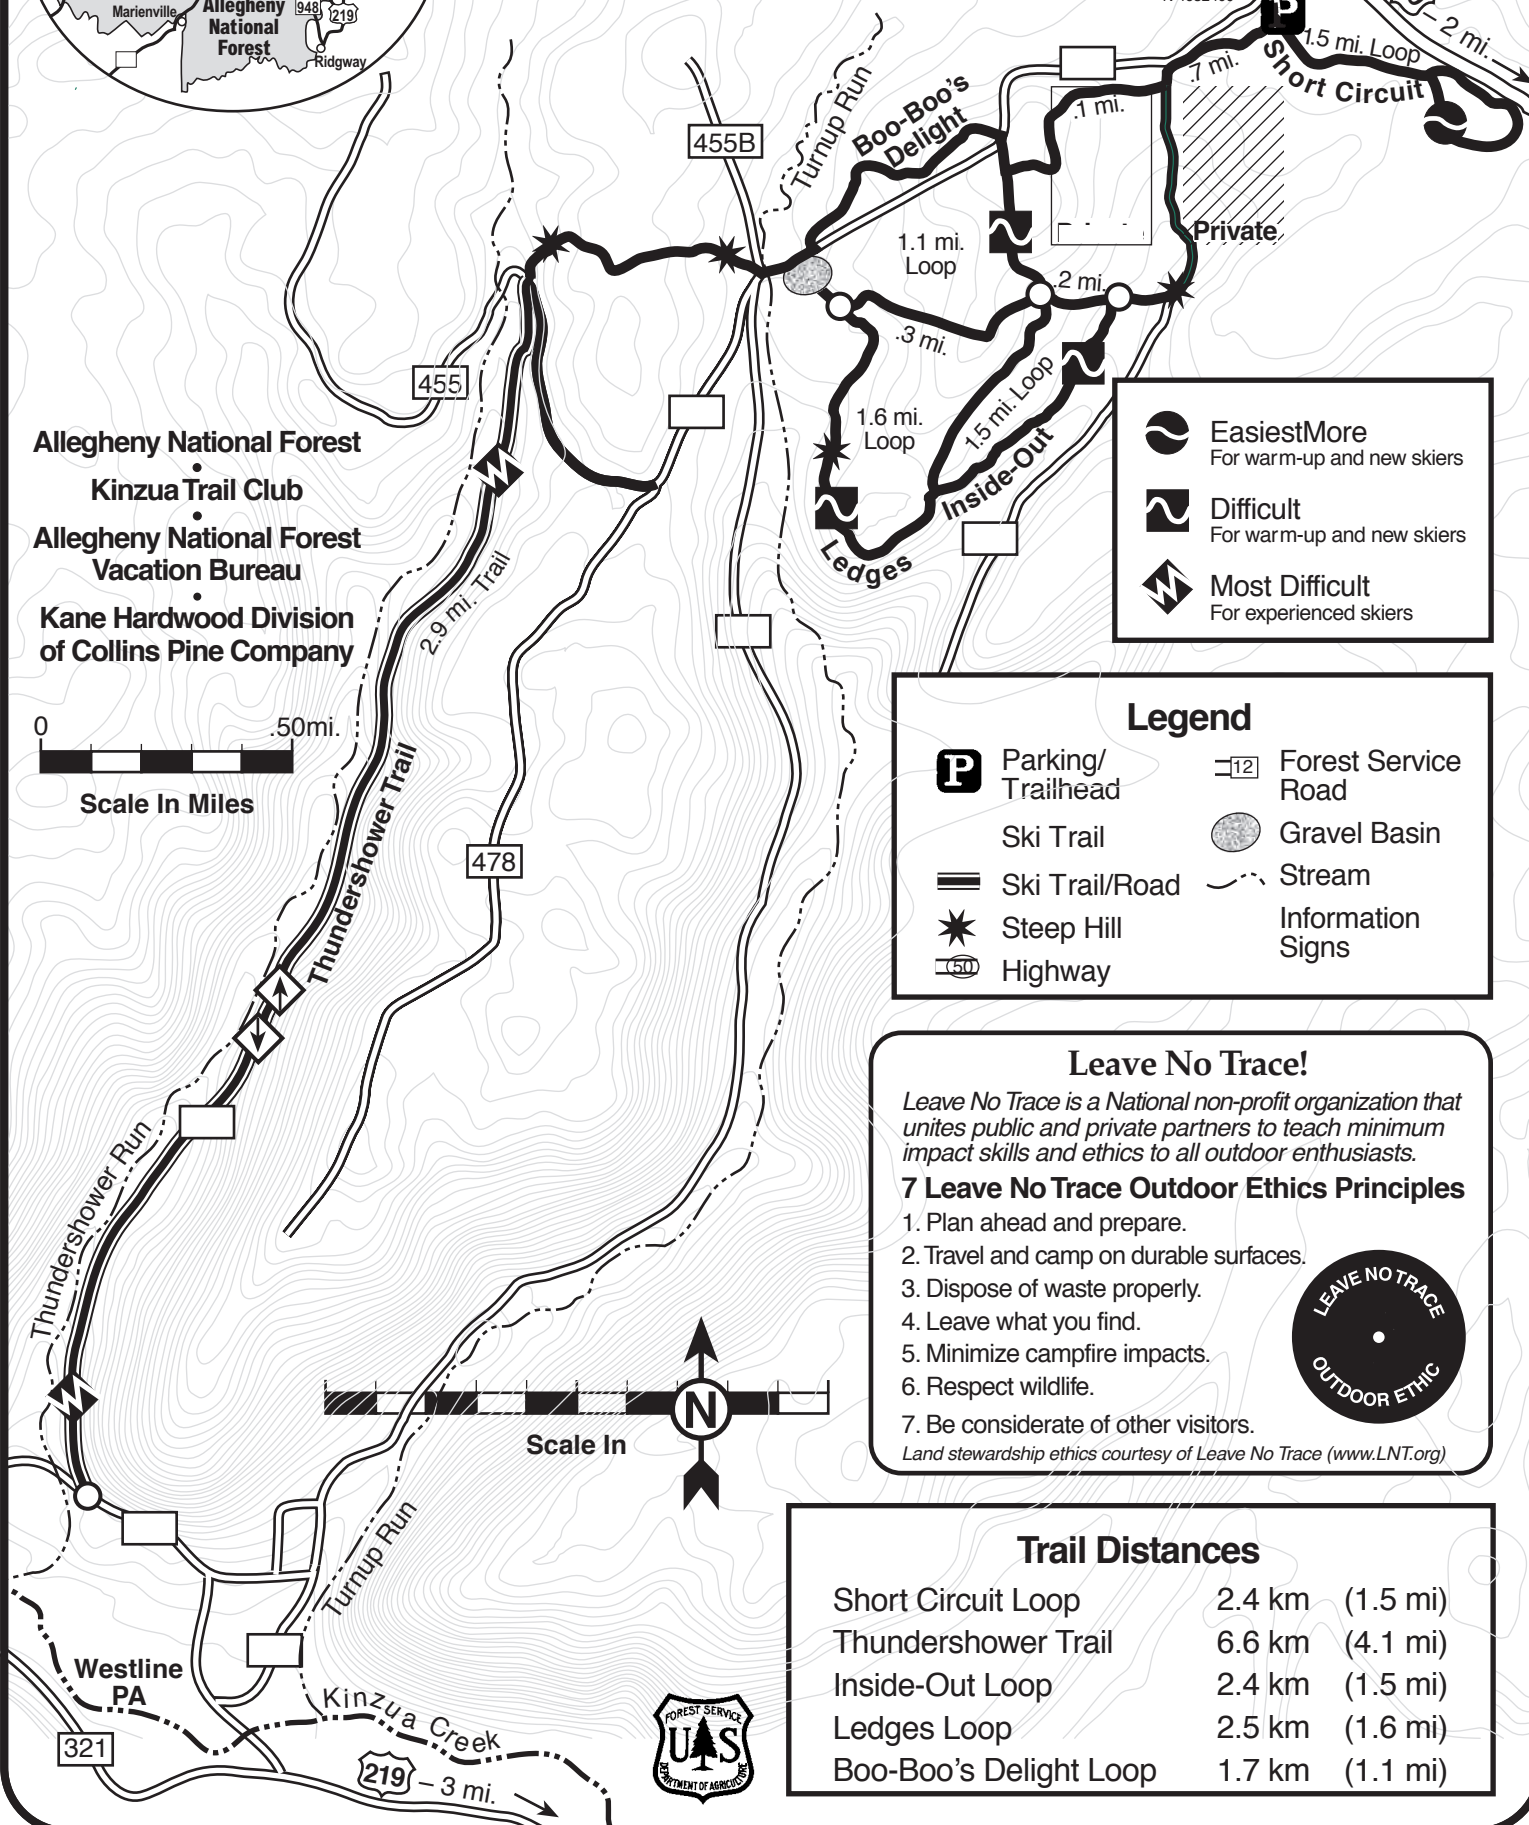 Marienville
Allegheny
National
Forest
948
219
Ridgway
– 2 mi.
1.5 mi. Loop
Short Circuit
.7 mi.
.1 mi.
Private
Boo-Boo's
Delight
Turnup Run
455B
1.1 mi.
Loop
.2 mi.
.3 mi.
1.6 mi.
Loop
1.5 mi. Loop
Inside-Out
Ledges
455
Allegheny National Forest
•
Kinzua Trail Club
•
Allegheny National Forest
Vacation Bureau
•
Kane Hardwood Division
of Collins Pine Company
0 .50mi.
Scale In Miles
2.9 mi. Trail
Thundershower Trail
478
EasiestMore
For warm-up and new skiers
Difficult
For warm-up and new skiers
Most Difficult
For experienced skiers
Legend
P
Parking/
Trailhead
Ski Trail
Ski Trail/Road
Steep Hill
50
Highway
12
Forest Service
Road
Gravel Basin
Stream
Information
Signs
Leave No Trace!
Leave No Trace is a National non-profit organization that
unites public and private partners to teach minimum
impact skills and ethics to all outdoor enthusiasts.
7 Leave No Trace Outdoor Ethics Principles
1. Plan ahead and prepare.
2. Travel and camp on durable surfaces.
3. Dispose of waste properly.
4. Leave what you find.
5. Minimize campfire impacts.
6. Respect wildlife.
7. Be considerate of other visitors.
Land stewardship ethics courtesy of Leave No Trace (www.LNT.org)
LEAVE NO TRACE
OUTDOOR ETHIC
Thundershower Run
Scale In
N
Turnup Run
Westline
PA
Kinzua Creek
321
219 – 3 mi.
FOREST SERVICE
U S
DEPARTMENT OF AGRICULTURE
Trail Distances
Short Circuit Loop 2.4 km (1.5 mi)
Thundershower Trail 6.6 km (4.1 mi)
Inside-Out Loop 2.4 km (1.5 mi)
Ledges Loop 2.5 km (1.6 mi)
Boo-Boo's Delight Loop 1.7 km (1.1 mi)